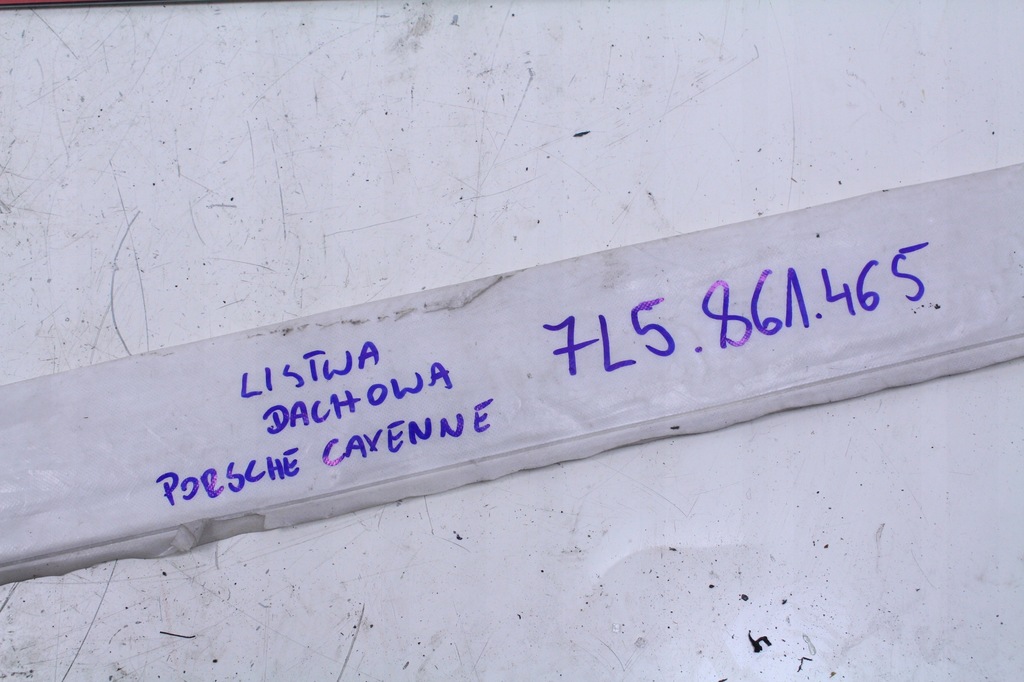 LISTWA
DACHOWA
PORSCHE CAYENNE
7L5.861.465